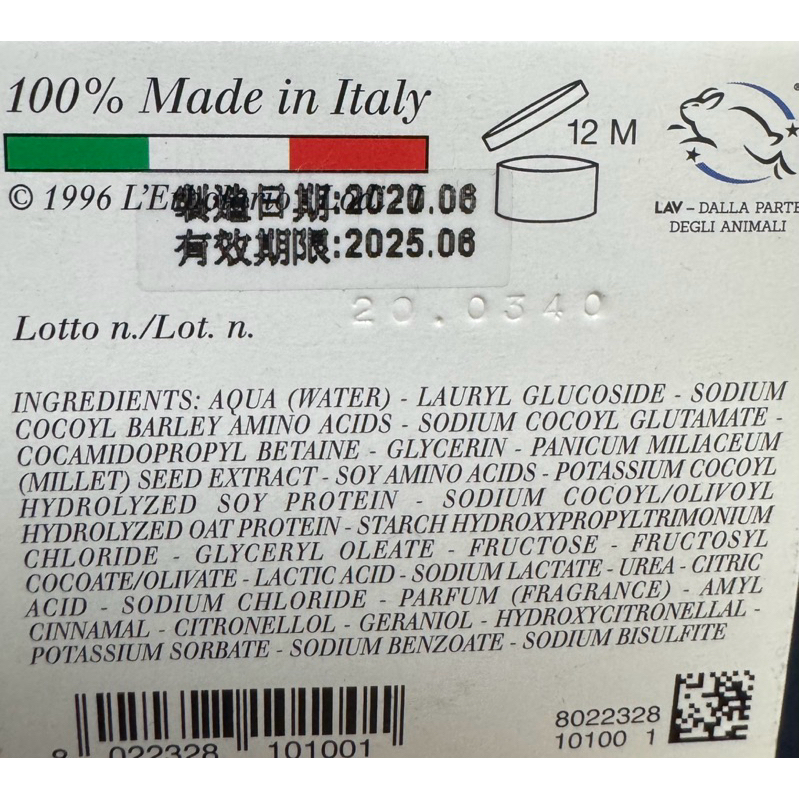 100% Made in Italy
12 M
LAV – DALLA PARTE
DEGLI ANIMALI
© 1996
製造日期:2020.06
有效期限:2025.06
20.0340
Lotto n./Lot. n.
INGREDIENTS: AQUA (WATER) - LAURYL GLUCOSIDE - SODIUM
COCOYL BARLEY AMINO ACIDS - SODIUM COCOYL GLUTAMATE -
COCAMIDOPROPYL BETAINE - GLYCERIN - PANICUM MILIACEUM
(MILLET) SEED EXTRACT - SOY AMINO ACIDS - POTASSIUM COCOYL
HYDROLYZED SOY PROTEIN - SODIUM COCOYL/OLIVOYL
HYDROLYZED OAT PROTEIN - STARCH HYDROXYPROPYLTRIMONIUM
CHLORIDE - GLYCERYL OLEATE - FRUCTOSE - FRUCTOSYL
COCOATE/OLIVATE - LACTIC ACID - SODIUM LACTATE - UREA - CITRIC
ACID - SODIUM CHLORIDE - PARFUM (FRAGRANCE) - AMYL
CINNAMAL - CITRONELLOL - GERANIOL - HYDROXYCITRONELLAL -
POTASSIUM SORBATE - SODIUM BENZOATE - SODIUM BISULFITE
8 022328 101001
8022328
10100 1